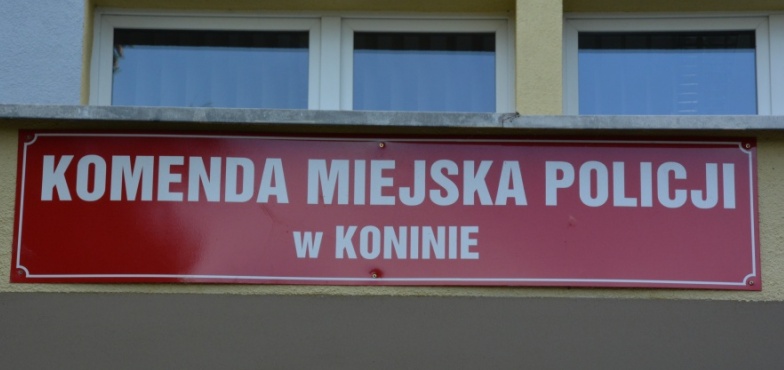 KOMENDA MIEJSKA POLICJI
w KONINIE